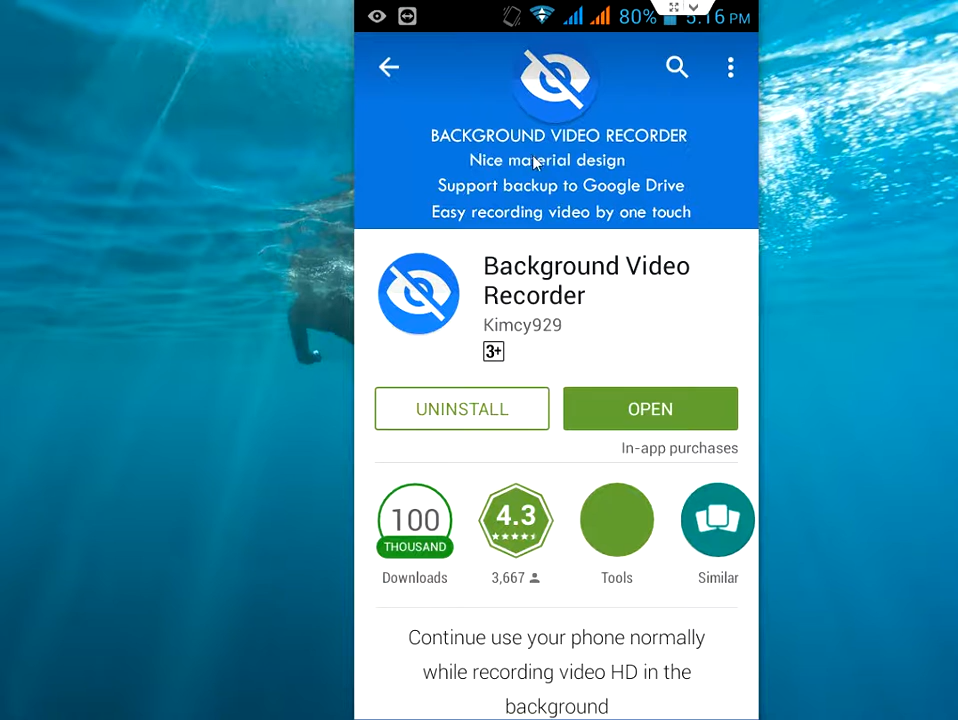 80% 5:16 PM
BACKGROUND VIDEO RECORDER
Nice material design
Support backup to Google Drive
Easy recording video by one touch
Background Video
Recorder
Kimcy929
3+
UNINSTALL
OPEN
In-app purchases
100
THOUSAND
4.3
Downloads
3,667
Tools
Similar
Continue use your phone normally
while recording video HD in the
background